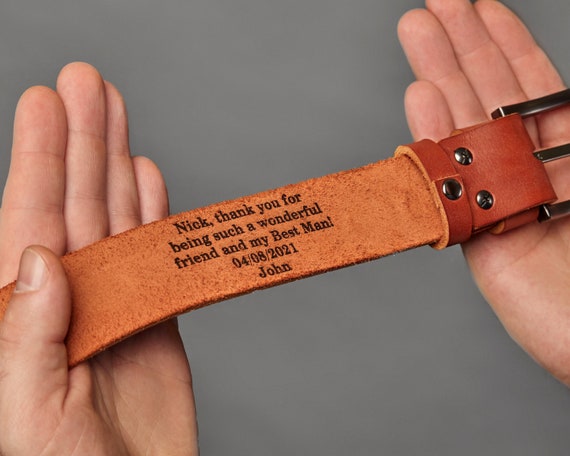 Nick, thank you for
being such a wonderful
friend and my Best Man!
04/08/2021
John